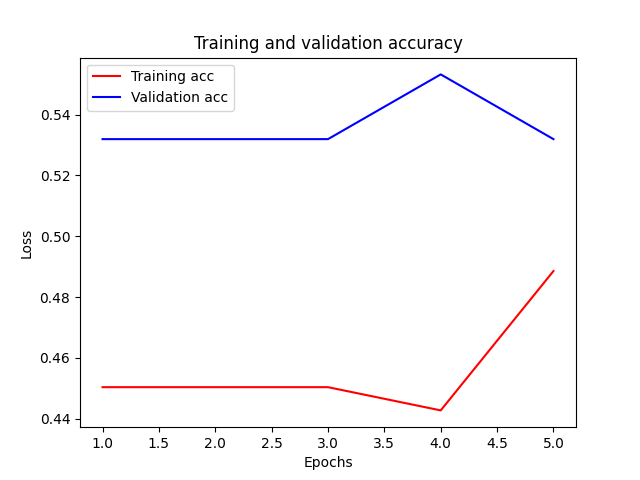 Training and validation accuracy
Training acc
Validation acc
0.54
0.52
0.50
0.48
0.46
0.44
Loss
1.0 1.5 2.0 2.5 3.0 3.5 4.0 4.5 5.0
Epochs